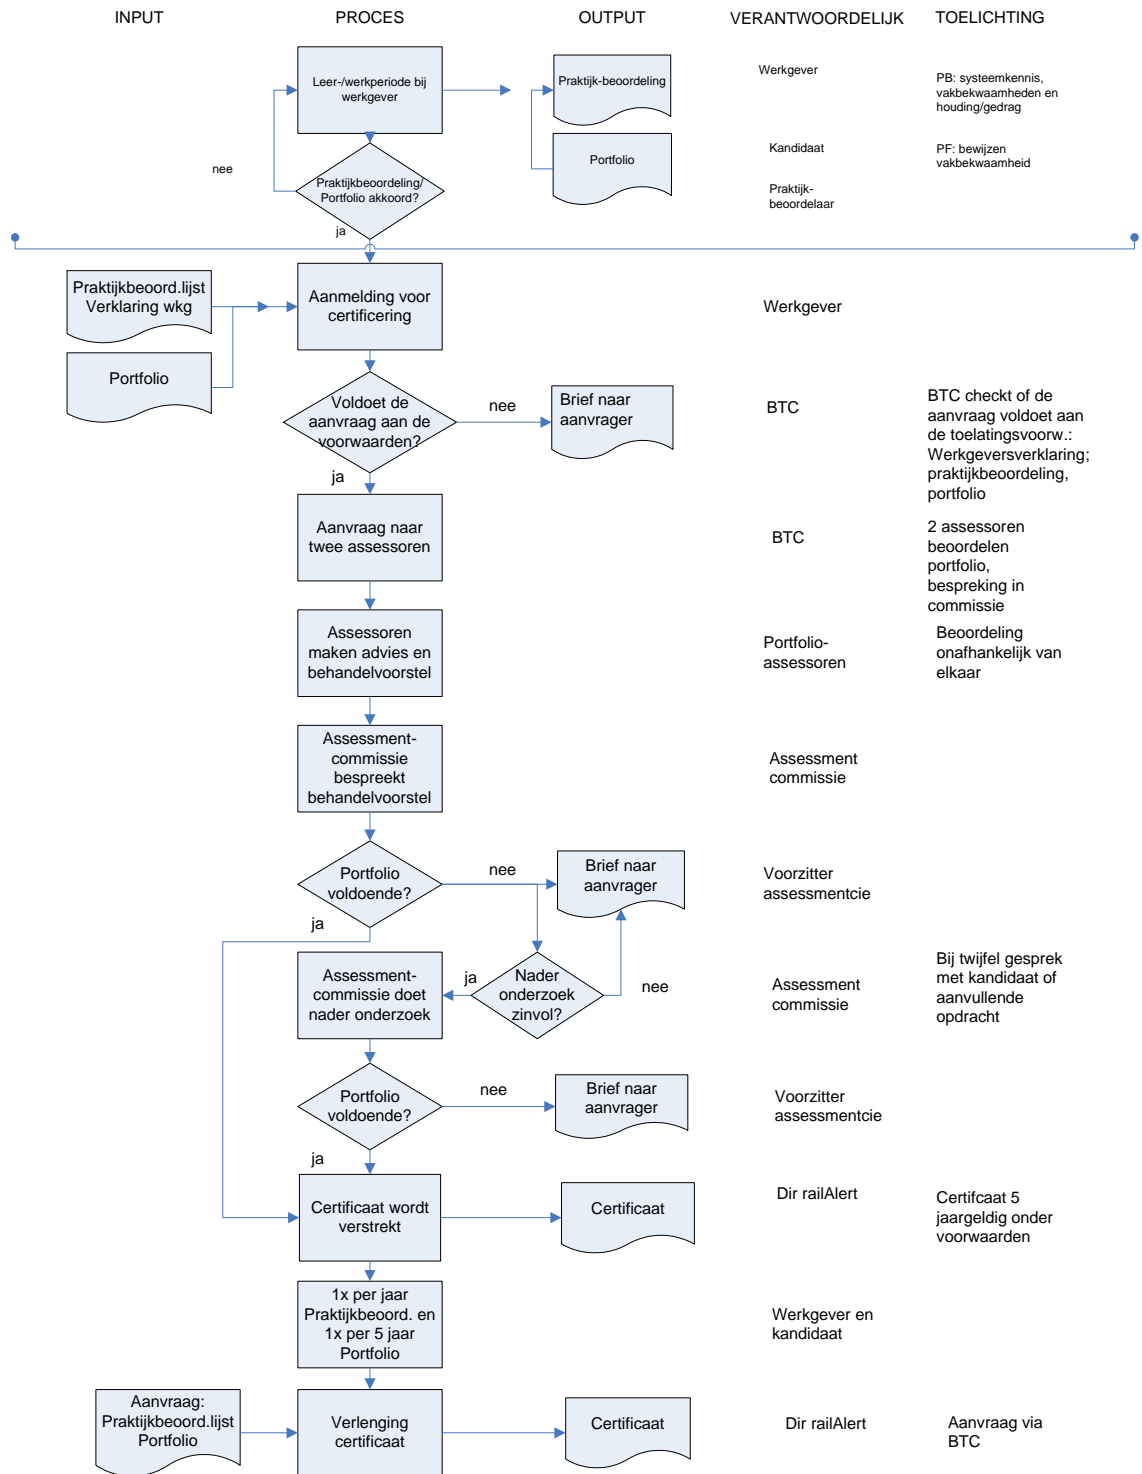 INPUT
PROCES
OUTPUT
VERANTWOORDELIJK
TOELICHTING
Leer-/werkperiode bij
werkgever
Praktijk-beoordeling
Werkgever
PB: systeemkennis,
vakbekwaamheden en
houding/gedrag
nee
Praktijkbeoordeling/
Portfolio akkoord?
Portfolio
Kandidaat
PF: bewijzen
vakbekwaamheid
Praktijk-
beoordelaar
ja
Praktijkbeoord.lijst
Verklaring wkg
Aanmelding voor
certificering
Werkgever
Portfolio
Voldoet de
aanvraag aan de
voorwaarden?
nee
Brief naar
aanvrager
BTC
BTC checkt of de
aanvraag voldoet aan
de toelatingsvoorw.:
Werkgeversverklaring;
praktijkbeoordeling,
portfolio
ja
Aanvraag naar
twee assessoren
BTC
2 assessoren
beoordelen
portfolio,
bespreking in
commissie
Assessoren
maken advies en
behandelvoorstel
Portfolio-
assessoren
Beoordeling
onafhankelijk van
elkaar
Assessment-
commissie
bespreekt
behandelvoorstel
Assessment
commissie
Portfolio
voldoende?
nee
Brief naar
aanvrager
Voorzitter
assessmentcie
ja
Assessment-
commissie doet
nader onderzoek
ja
Nader
onderzoek
zinvol?
nee
Assessment
commissie
Bij twijfel gesprek
met kandidaat of
aanvullende
opdracht
Portfolio
voldoende?
nee
Brief naar
aanvrager
Voorzitter
assessmentcie
ja
Certificaat wordt
verstrekt
Certificaat
Dir railAlert
Certifcaat 5
jaargeldig onder
voorwaarden
1x per jaar
Praktijkbeoord. en
1x per 5 jaar
Portfolio
Werkgever en
kandidaat
Aanvraag:
Praktijkbeoord.lijst
Portfolio
Verlenging
certificaat
Certificaat
Dir railAlert
Aanvraag via
BTC